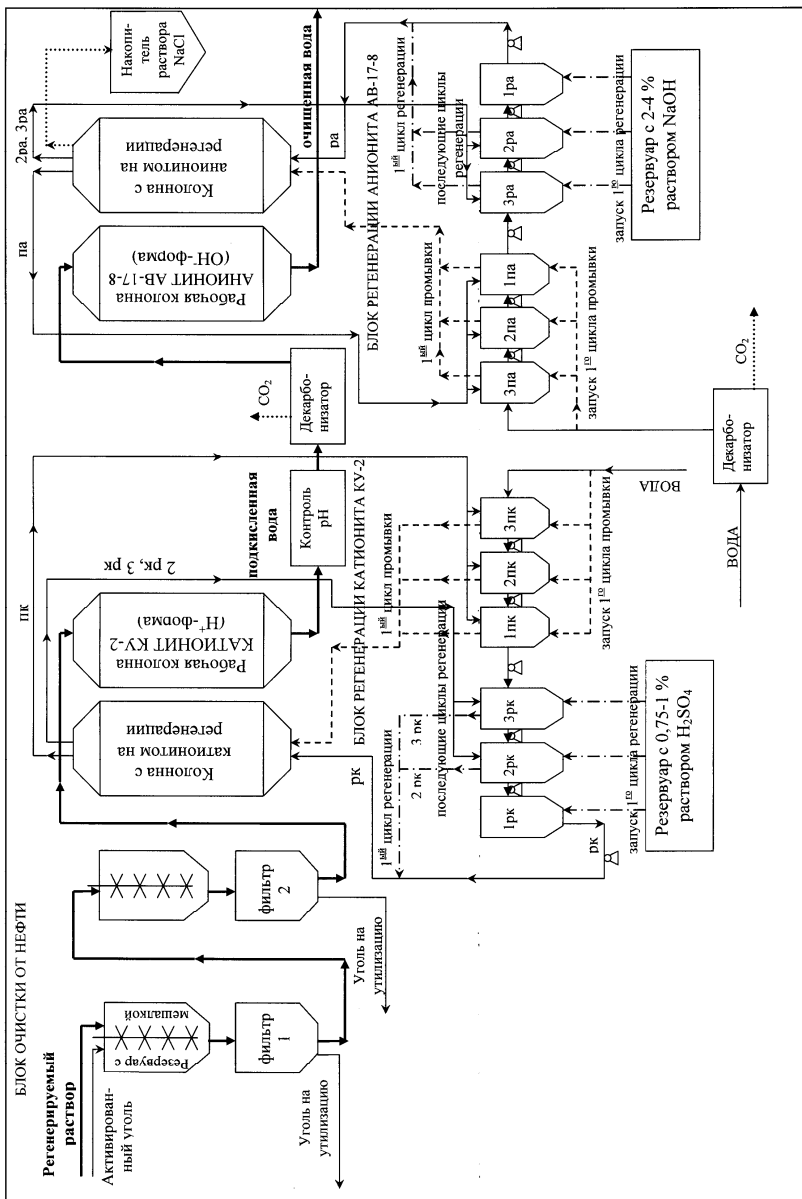 БЛОК ОЧИСТКИ ОТ НЕФТИ
Регенерируемый
раствор
Активирован-
ный уголь
Резервуар с
мешалкой
фильтр
1
Уголь на
утилизацию
фильтр
2
Уголь на
утилизацию
пк
2 рк, 3 рк
Колонна с
катионитом на
регенерации
Рабочая колонна
КАТИОНИТ КУ-2
(H⁺-форма)
рк
подкисленная
вода
Контроль
pH
CO₂
Декарбо-
низатор
БЛОК РЕГЕНЕРАЦИИ КАТИОНИТА КУ-2
1ый цикл регенерации
2 рк
3 рк
последующие циклы регенерации
1ый цикл промывки
1рк
2рк
3рк
1пк
2пк
3пк
рк
запуск 1го цикла регенерации
запуск 1го цикла промывки
ВОДА
Резервуар с 0,75-1 %
раствором H₂SO₄
па
2ра, 3ра
Накопи-
тель
раствора
NaCl
Рабочая колонна
АНИОНИТ АВ-17-8
(OH⁻-форма)
Колонна с
анионитом на
регенерации
очищенная вода
ра
БЛОК РЕГЕНЕРАЦИИ АНИОНИТА АВ-17-8
1ый цикл промывки
1ый цикл регенерации
последующие циклы
регенерации
3па
2па
1па
3ра
2ра
1ра
запуск 1го цикла промывки
запуск 1го цикла регенерации
Резервуар с 2-4 %
раствором NaOH
ВОДА
Декарбо-
низатор
CO₂